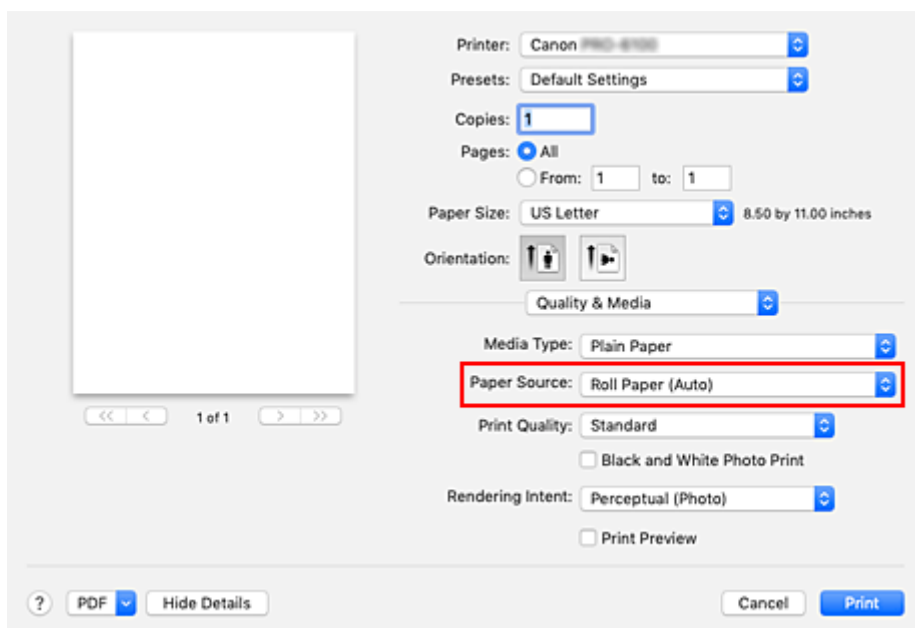 Printer: Canon
Presets: Default Settings
Copies: 1
Pages: All
From: 1 to: 1
Paper Size: US Letter 8.50 by 11.00 inches
Orientation:
Quality & Media
Media Type: Plain Paper
Paper Source: Roll Paper (Auto)
1 of 1
Print Quality: Standard
Black and White Photo Print
Rendering Intent: Perceptual (Photo)
Print Preview
? PDF Hide Details Cancel Print